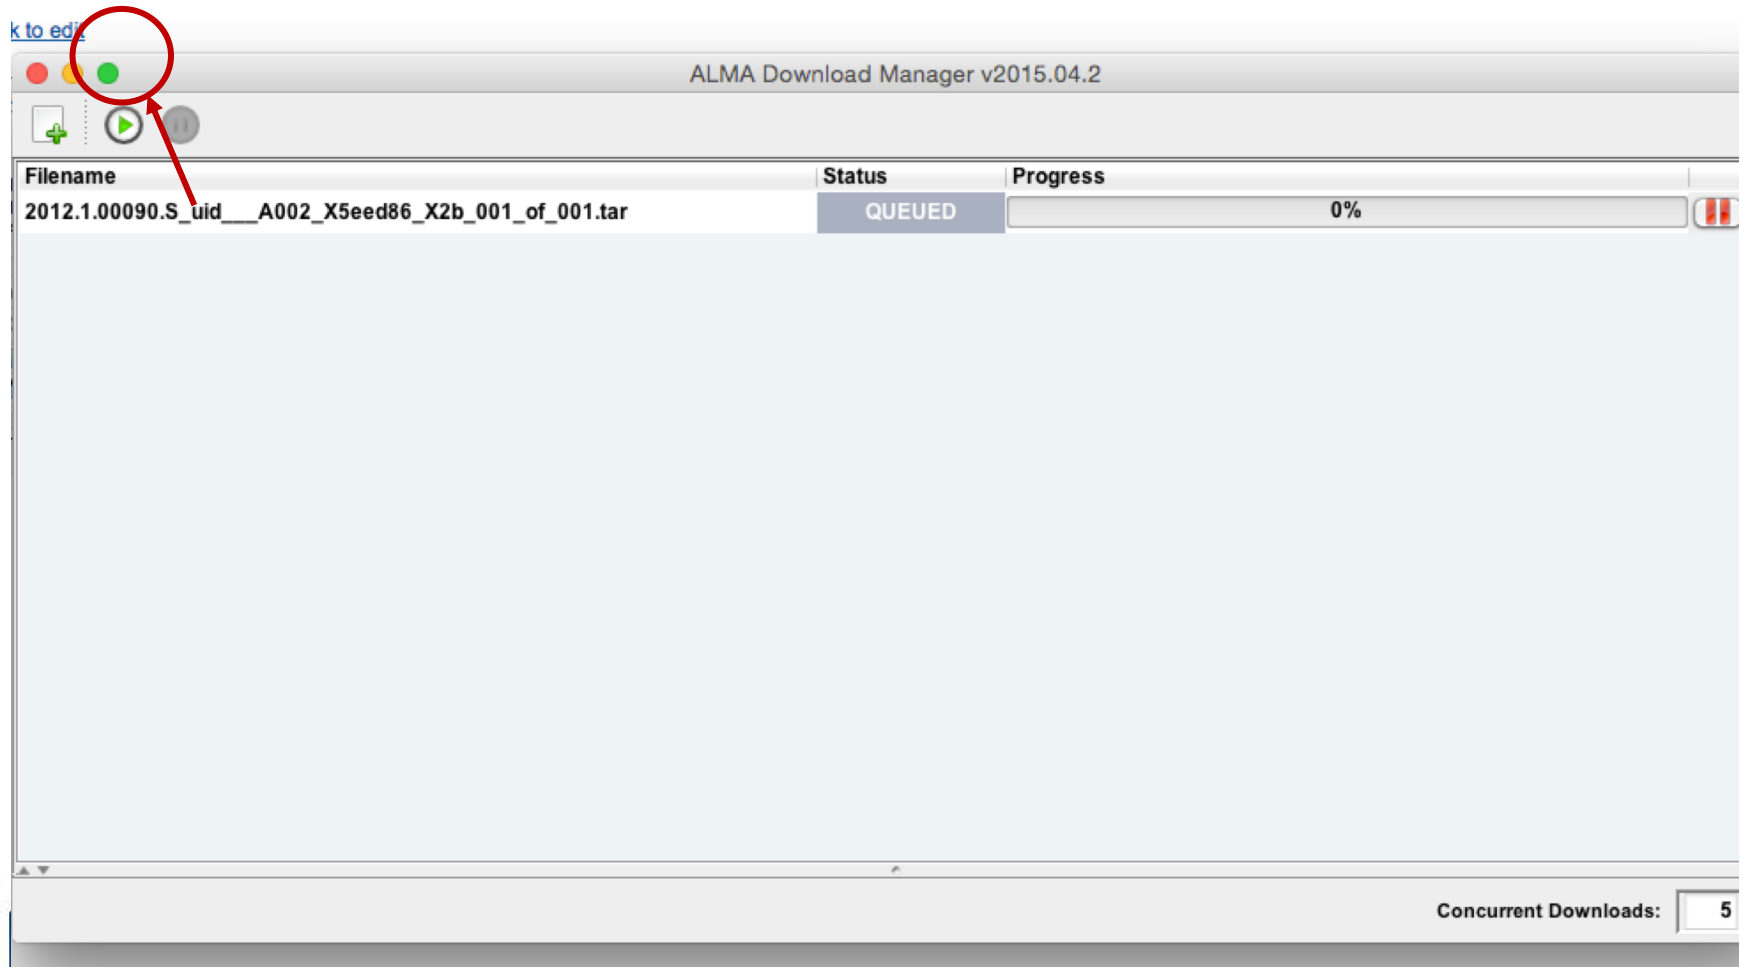 k to edit
ALMA Download Manager v2015.04.2
Filename Status Progress
2012.1.00090.S_uid___A002_X5eed86_X2b_001_of_001.tar QUEUED 0%
Concurrent Downloads: 5